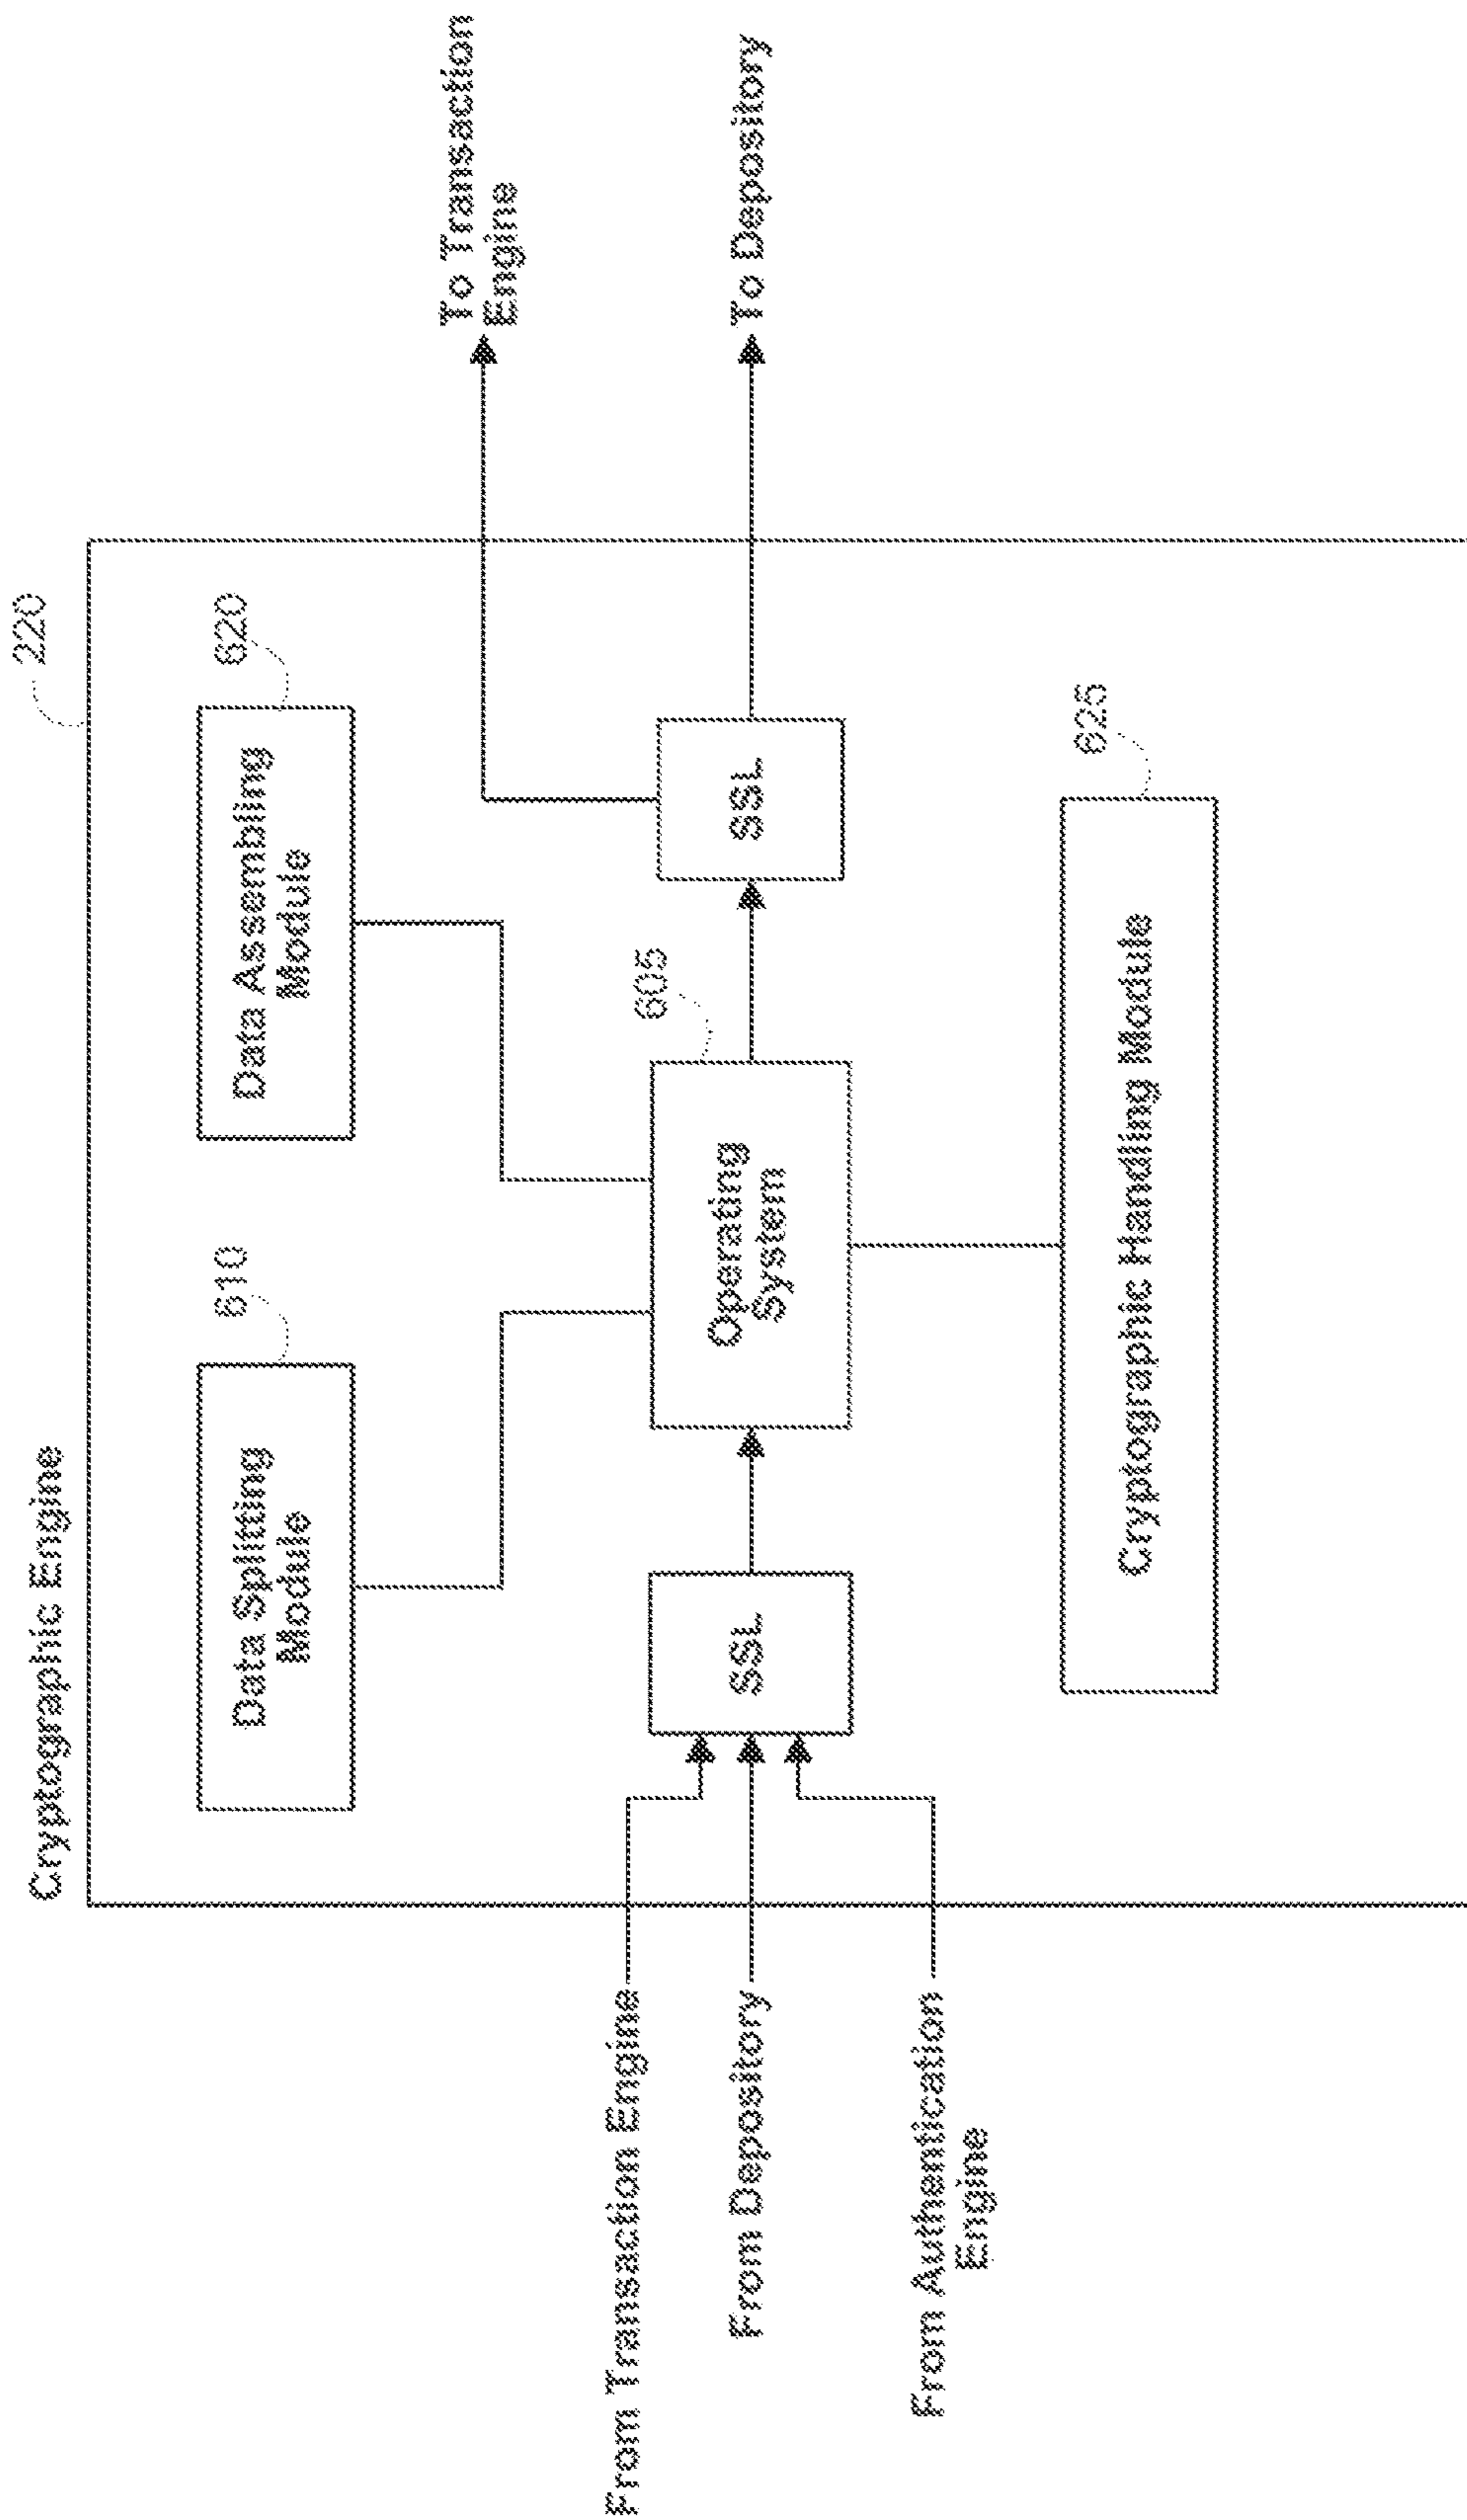 Cryptographic Engine
220
Data Splitting
Module
610
Data Assembling
Module
620
To Transaction
Engine
From Transaction Engine
From Depository
From Authentication
Engine
SSL
Operating
System
605
SSL
To Depository
Cryptographic Handling Module
625